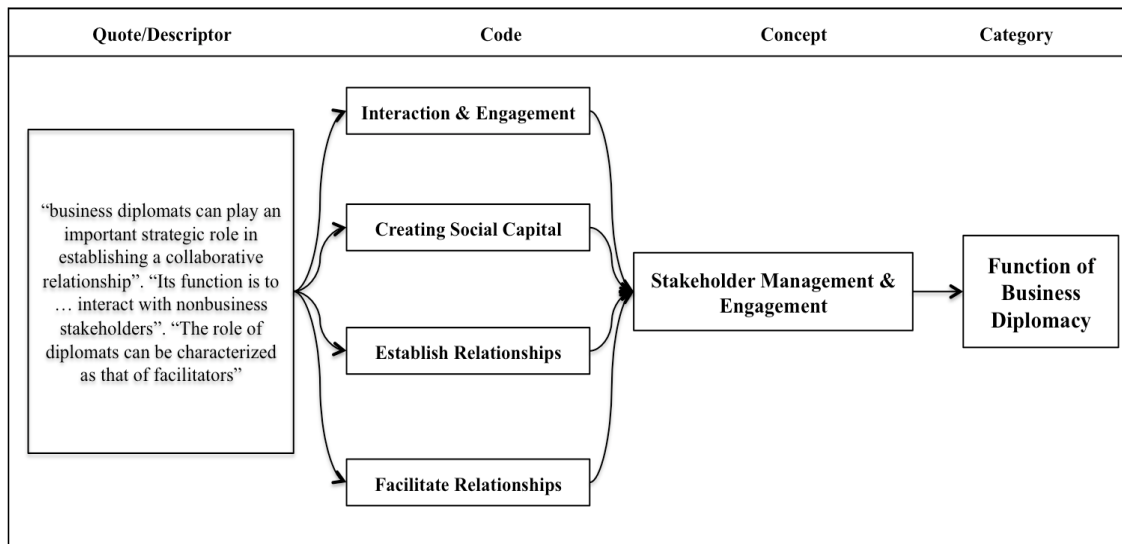 Quote/Descriptor Code Concept Category
“business diplomats can play an
important strategic role in
establishing a collaborative
relationship”. “Its function is to
… interact with nonbusiness
stakeholders”. “The role of
diplomats can be characterized
as that of facilitators”
Interaction & Engagement
Creating Social Capital
Establish Relationships
Facilitate Relationships
Stakeholder Management &
Engagement
Function of
Business
Diplomacy